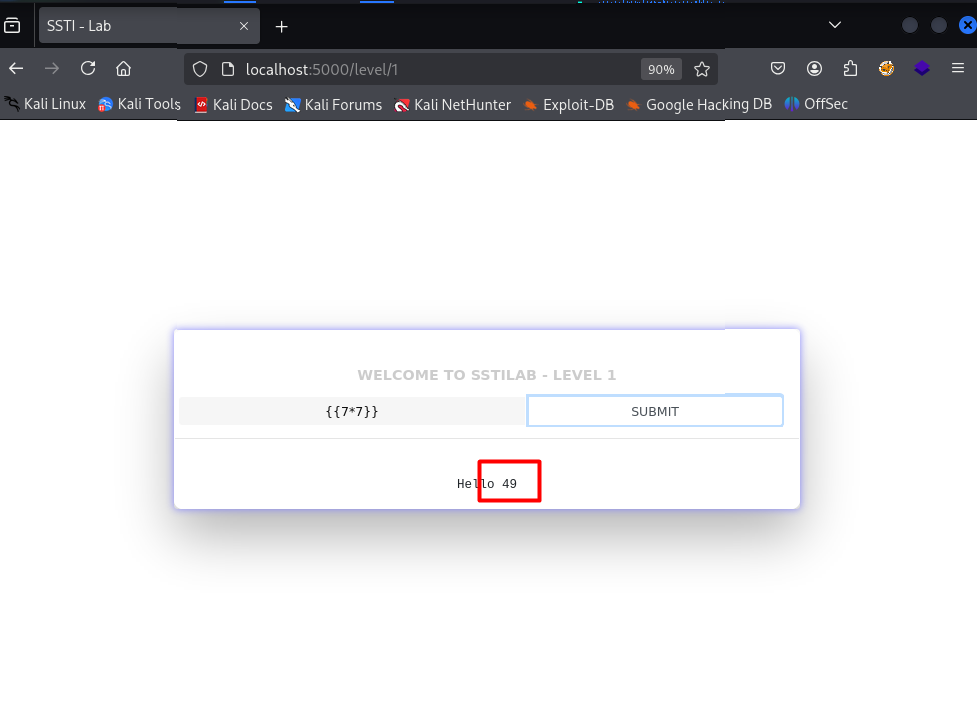 SSTI - Lab
localhost:5000/level/1
90%
Kali Linux Kali Tools Kali Docs Kali Forums Kali NetHunter Exploit-DB Google Hacking DB OffSec
WELCOME TO SSTILAB - LEVEL 1
{{7*7}} SUBMIT
Hello 49